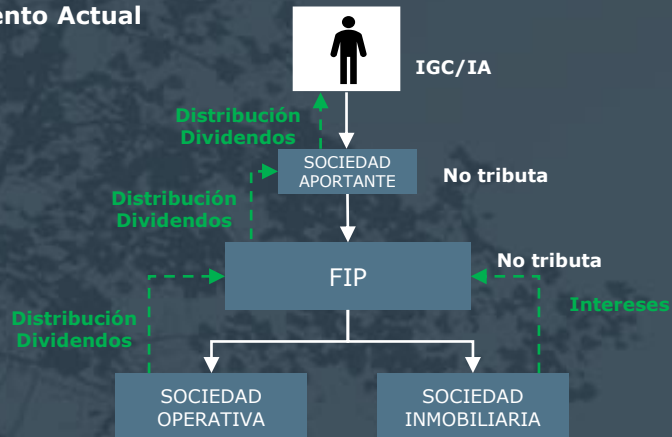 ento Actual
IGC/IA
Distribución
Dividendos
SOCIEDAD
APORTANTE
No tributa
Distribución
Dividendos
FIP
No tributa
Distribución
Dividendos
Intereses
SOCIEDAD
OPERATIVA
SOCIEDAD
INMOBILIARIA